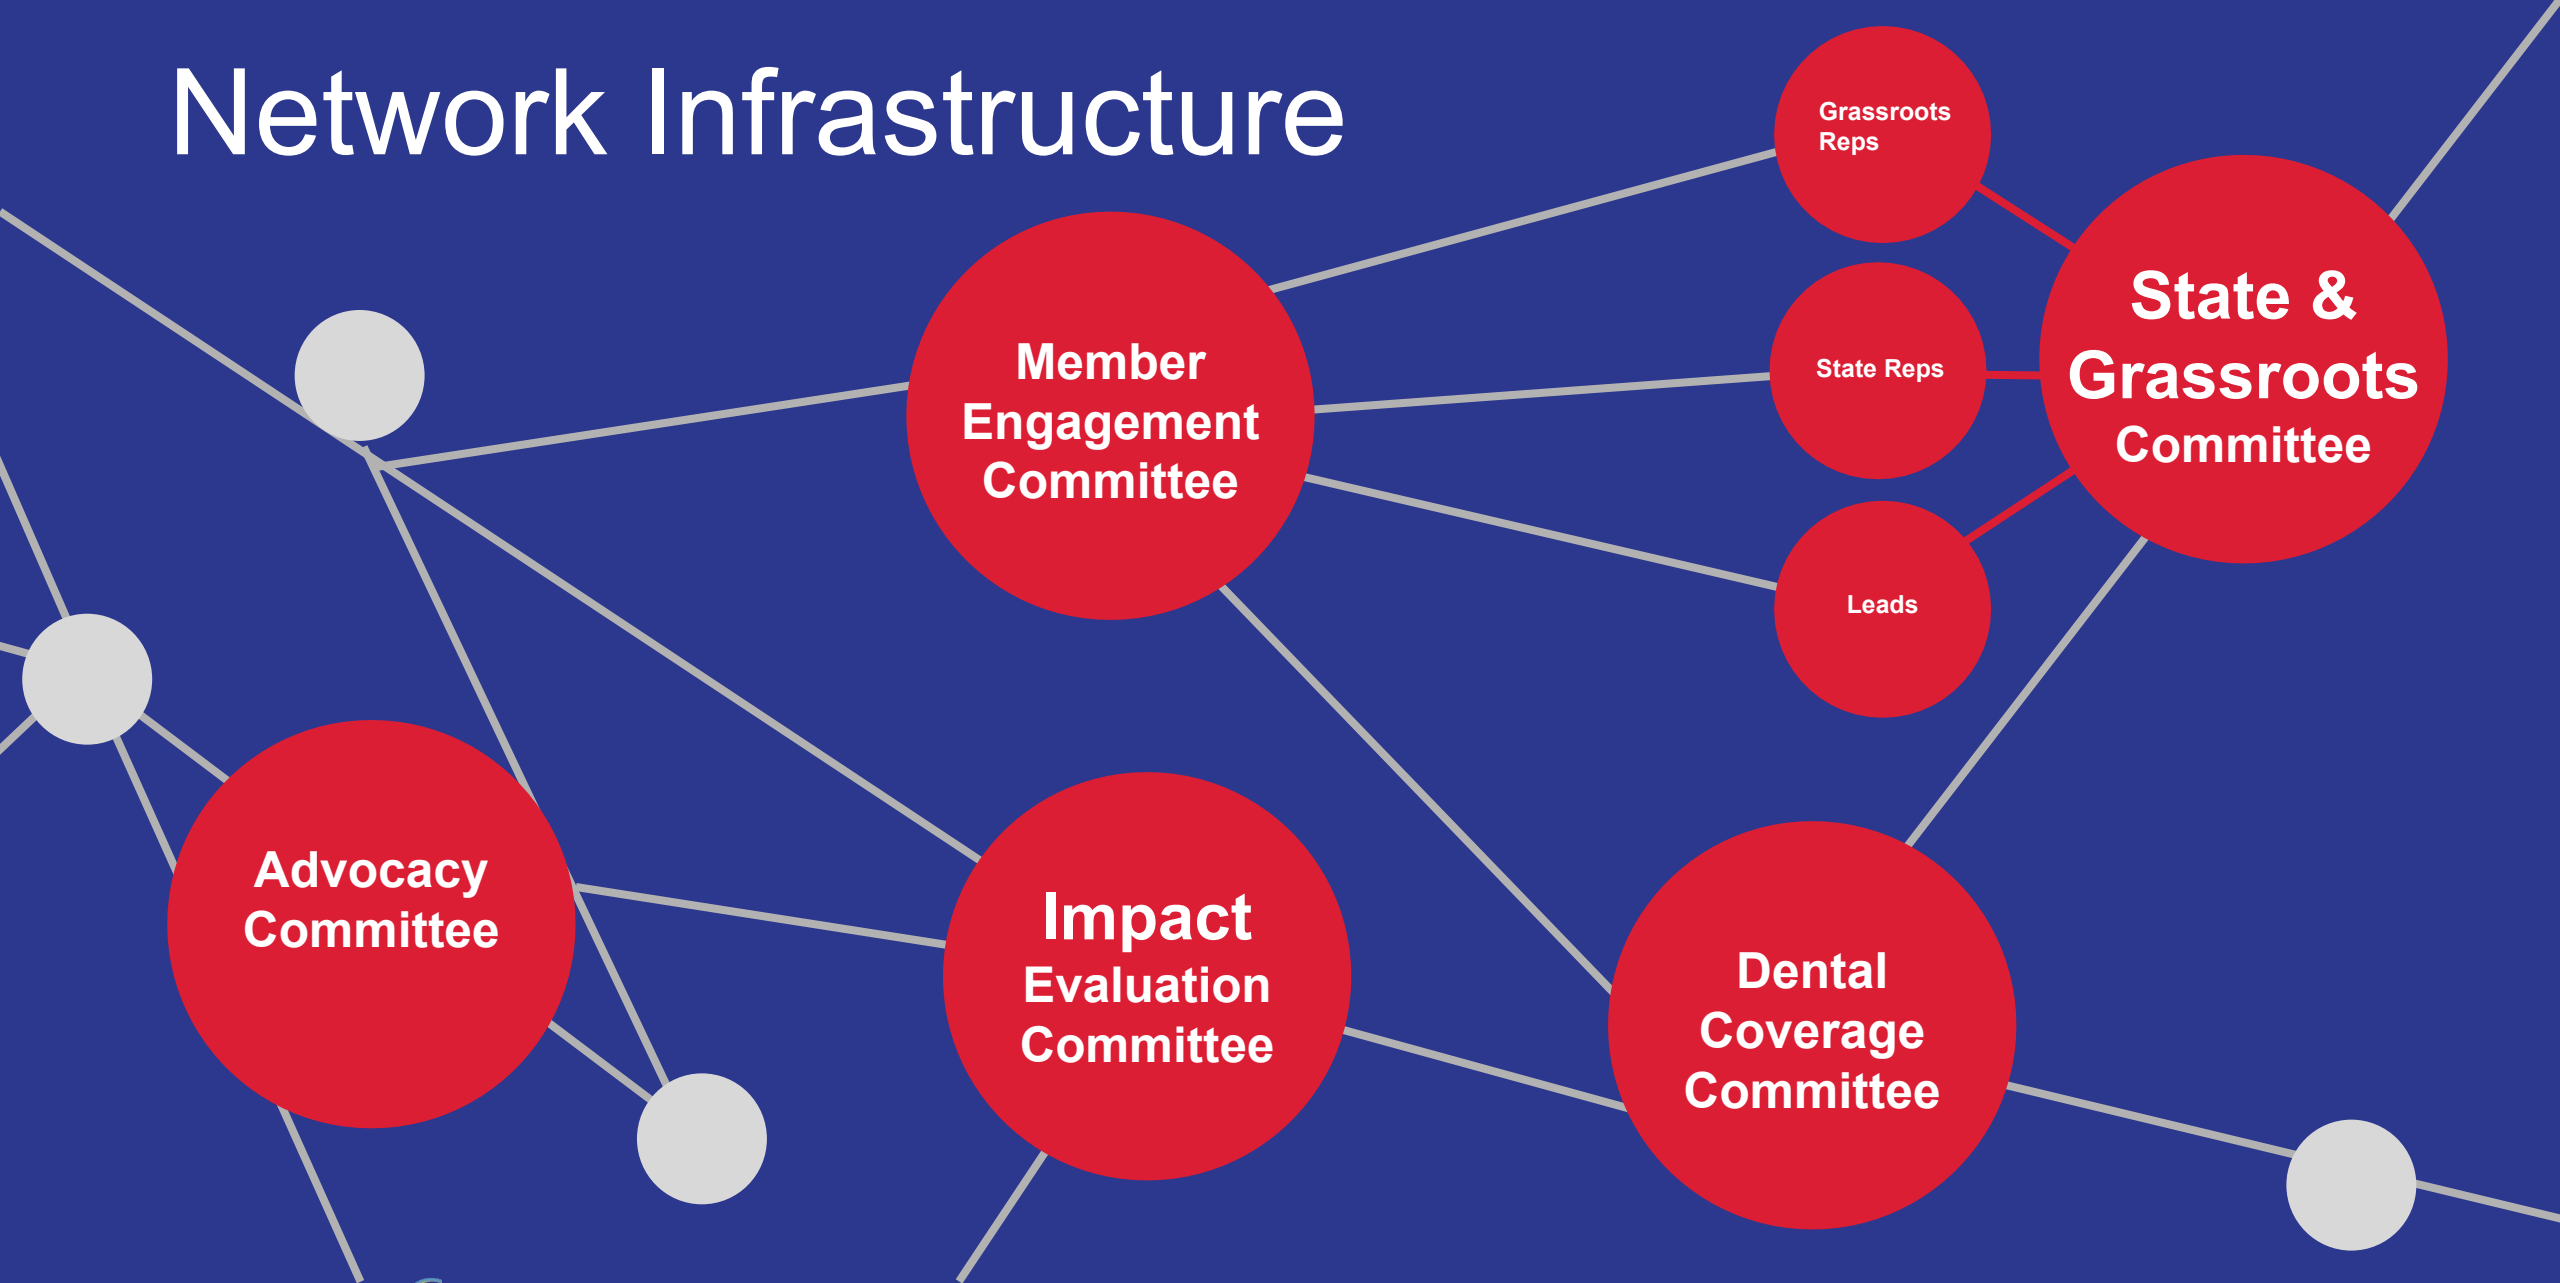 Network Infrastructure
Grassroots
Reps
State &
Grassroots
Committee
Member
Engagement
Committee
State Reps
Leads
Advocacy
Committee
Impact
Evaluation
Committee
Dental
Coverage
Committee